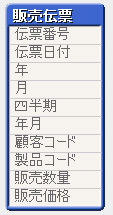 販売伝票
伝票番号
伝票日付
年
月
四半期
年月
顧客コード
製品コード
販売数量
販売価格